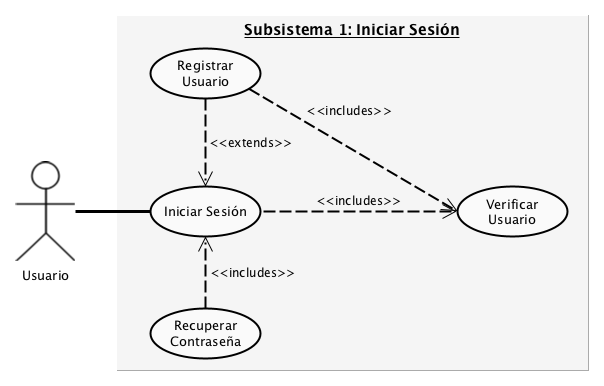 Subsistema 1: Iniciar Sesión
Registrar
Usuario
<<includes>>
<<extends>>
Iniciar Sesión
<<includes>>
Verificar
Usuario
Usuario
<<includes>>
Recuperar
Contraseña